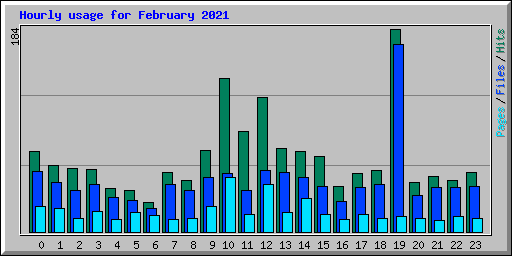 Hourly usage for February 2021
184
Pages/Files/Hits
0 1 2 3 4 5 6 7 8 9 10 11 12 13 14 15 16 17 18 19 20 21 22 23